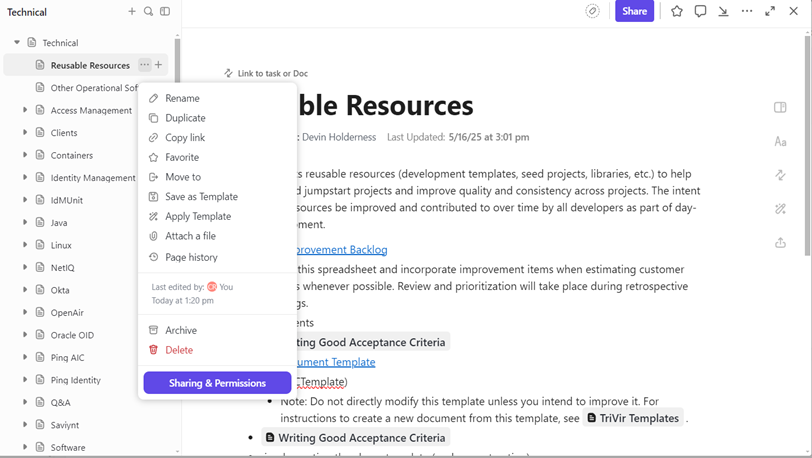 Technical
Share
Technical
Reusable Resources
Other Operational Sof
Access Management
Clients
Containers
Identity Management
IdMUnit
Java
Linux
NetIQ
Okta
OpenAir
Oracle OID
Ping AIC
Ping Identity
Q&A
Saviynt
Software
Rename
Duplicate
Copy link
Favorite
Move to
Save as Template
Apply Template
Attach a file
Page history
Last edited by: You
Today at 1:20 pm
Archive
Delete
Sharing & Permissions
Link to task or Doc
ble Resources
: Devin Holderness Last Updated: 5/16/25 at 3:01 pm
ts reusable resources (development templates, seed projects, libraries, etc.) to help
d jumpstart projects and improve quality and consistency across projects. The intent
esources be improved and contributed to over time by all developers as part of day-
pment.
provement Backlog
this spreadsheet and incorporate improvement items when estimating customer
s whenever possible. Review and prioritization will take place during retrospective
gs.
ents
ting Good Acceptance Criteria
ument Template
CTemplate)
Note: Do not directly modify this template unless you intend to improve it. For
instructions to create a new document from this template, see TriVir Templates .
Writing Good Acceptance Criteria
Aa